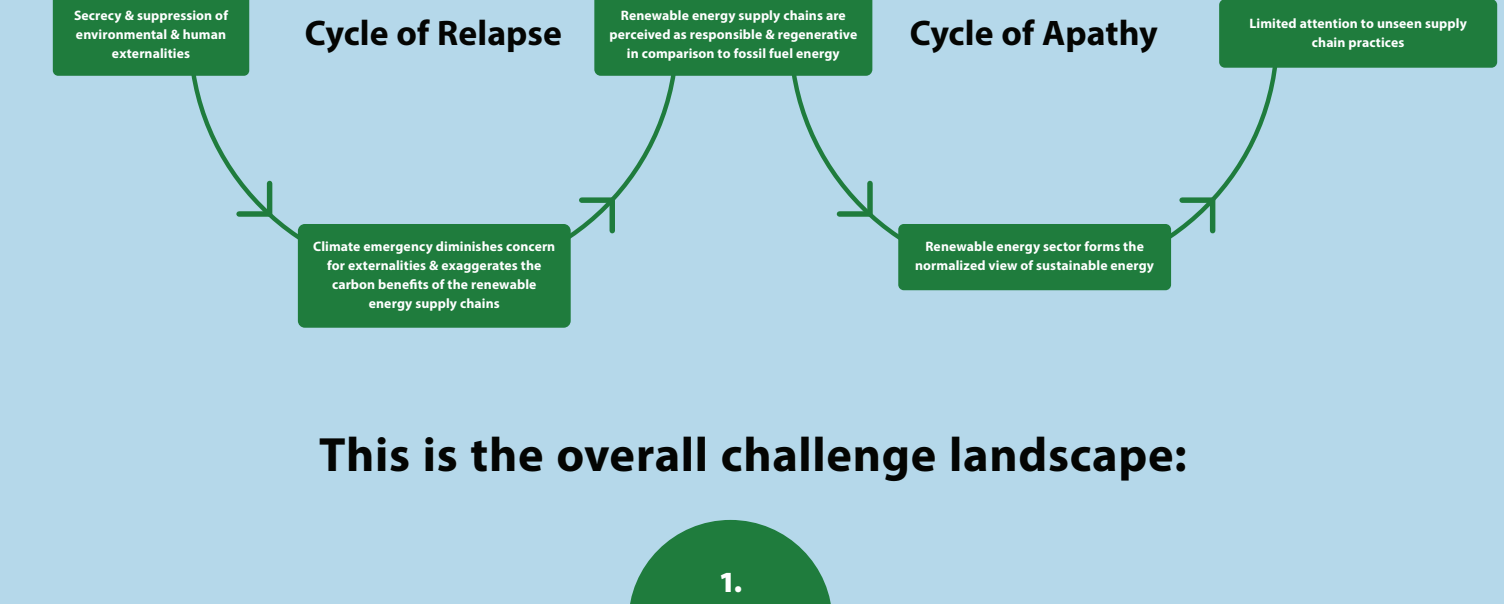 Secrecy & suppression of
environmental & human
externalities
Cycle of Relapse
Renewable energy supply chains are
perceived as responsible & regenerative
in comparison to fossil fuel energy
Cycle of Apathy
Limited attention to unseen supply
chain practices
Climate emergency diminishes concern
for externalities & exaggerates the
carbon benefits of the renewable
energy supply chains
Renewable energy sector forms the
normalized view of sustainable energy
This is the overall challenge landscape:
1.